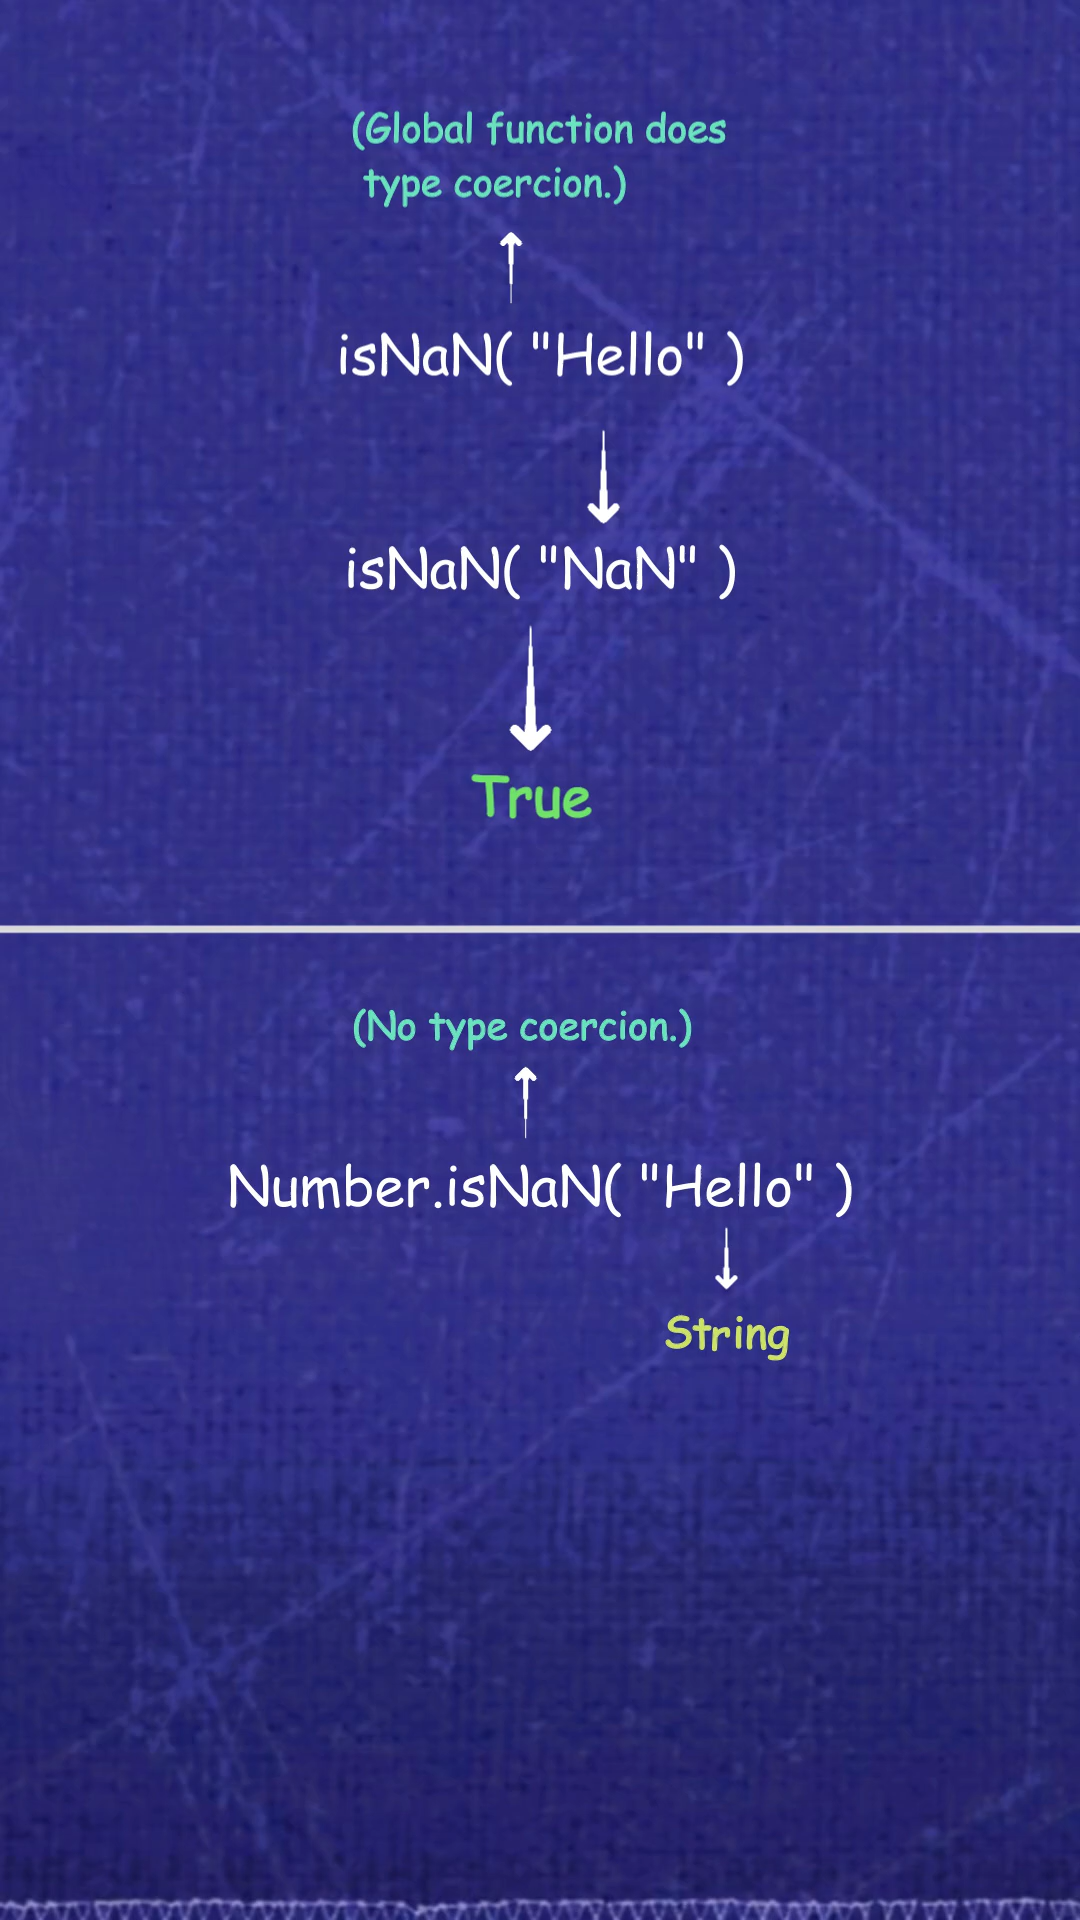 (Global function does
type coercion.)
isNaN( "Hello" )
isNaN( "NaN" )
True
(No type coercion.)
Number.isNaN( "Hello" )
String